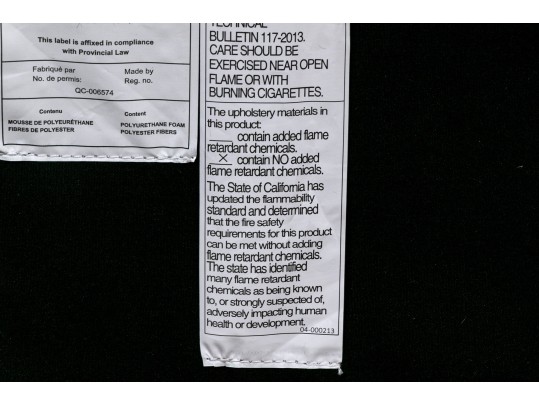 This label is affixed in compliance
with Provincial Law
Fabriqué par Made by
No. de permis: Reg. no.
QC-006574
Contenu Content
MOUSSE DE POLYEURÉTHANE POLYURETHANE FOAM
FIBRES DE POLYESTER POLYESTER FIBERS
TECHNICAL
BULLETIN 117-2013.
CARE SHOULD BE
EXERCISED NEAR OPEN
FLAME OR WITH
BURNING CIGARETTES.
The upholstery materials in
this product:
____ contain added flame
retardant chemicals.
__X__ contain NO added
flame retardant chemicals.
The State of California has
updated the flammability
standard and determined
that the fire safety
requirements for this product
can be met without adding
flame retardant chemicals.
The state has identified
many flame retardant
chemicals as being known
to, or strongly suspected of,
adversely impacting human
health or development.
04-000213